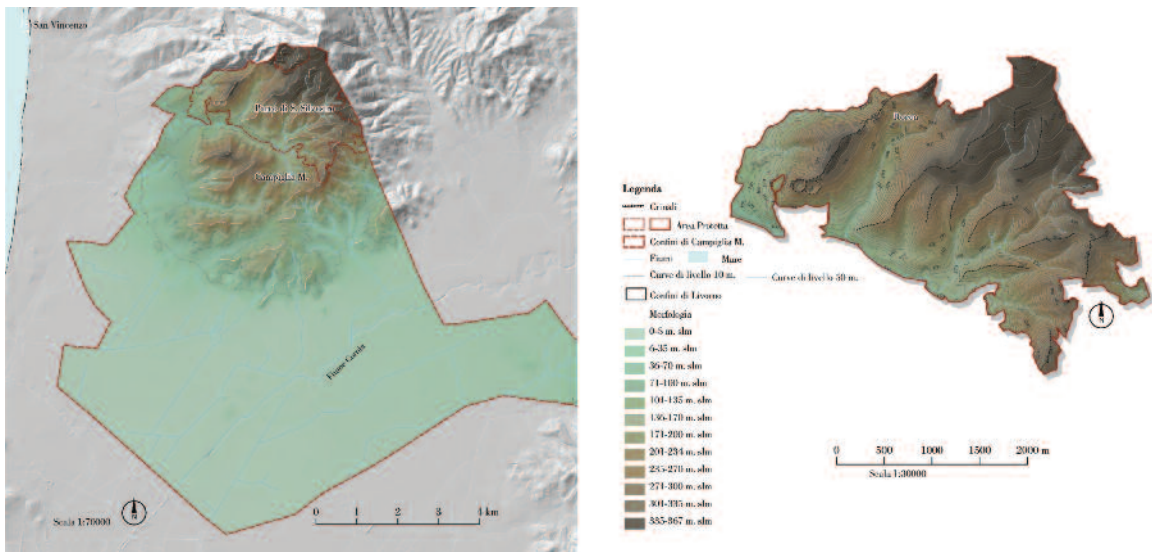 San Vincenzo
Parco di S. Silvestro
Campiglia M.
Fiume Cornia
Scala 1:70000
N
0 1 2 3 4 km
Rocca
Legenda
Crinali
Area Protetta
Confini di Campiglia M.
Fiumi
Mare
Curve di livello 10 m.
Curve di livello 50 m.
Confini di Livorno
Morfologia
0-5 m. slm
6-35 m. slm
36-70 m. slm
71-100 m. slm
101-135 m. slm
136-170 m. slm
171-200 m. slm
201-234 m. slm
235-270 m. slm
271-300 m. slm
301-335 m. slm
335-367 m. slm
N
0 500 1000 1500 2000 m
Scala 1:30000